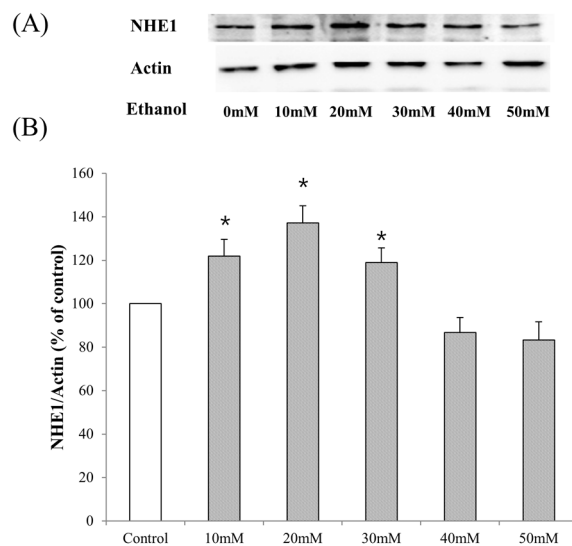 (A)
NHE1
Actin
Ethanol 0mM 10mM 20mM 30mM 40mM 50mM
(B)
NHE1/Actin (% of control)
160
140
120
100
80
60
40
20
0
* * *
Control 10mM 20mM 30mM 40mM 50mM